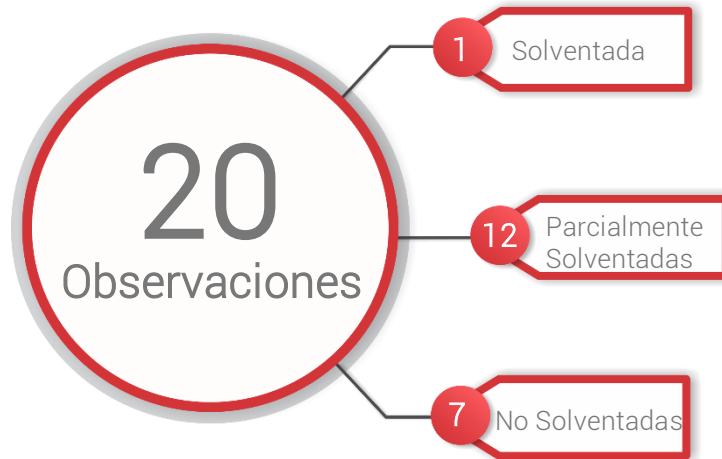 20
Observaciones
1
Solventada
12
Parcialmente
Solventadas
7
No Solventadas